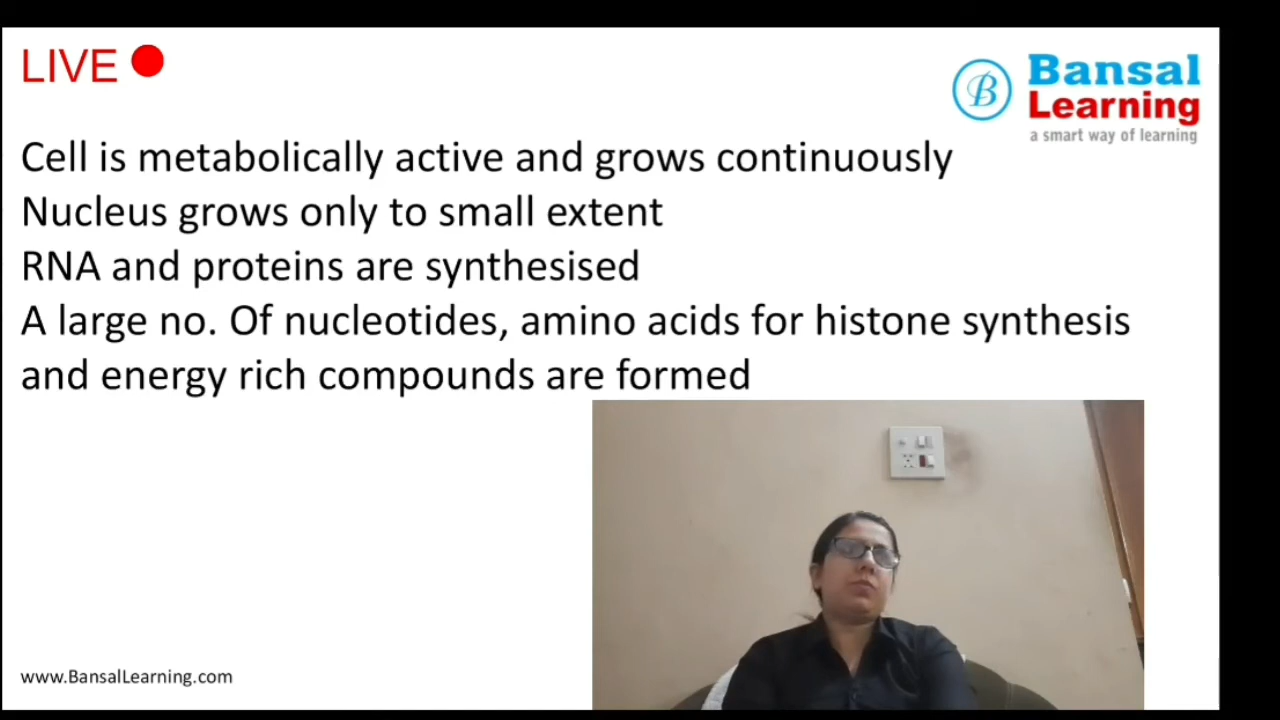 LIVE
B
Bansal
Learning
a smart way of learning
Cell is metabolically active and grows continuously
Nucleus grows only to small extent
RNA and proteins are synthesised
A large no. Of nucleotides, amino acids for histone synthesis
and energy rich compounds are formed
www.BansalLearning.com